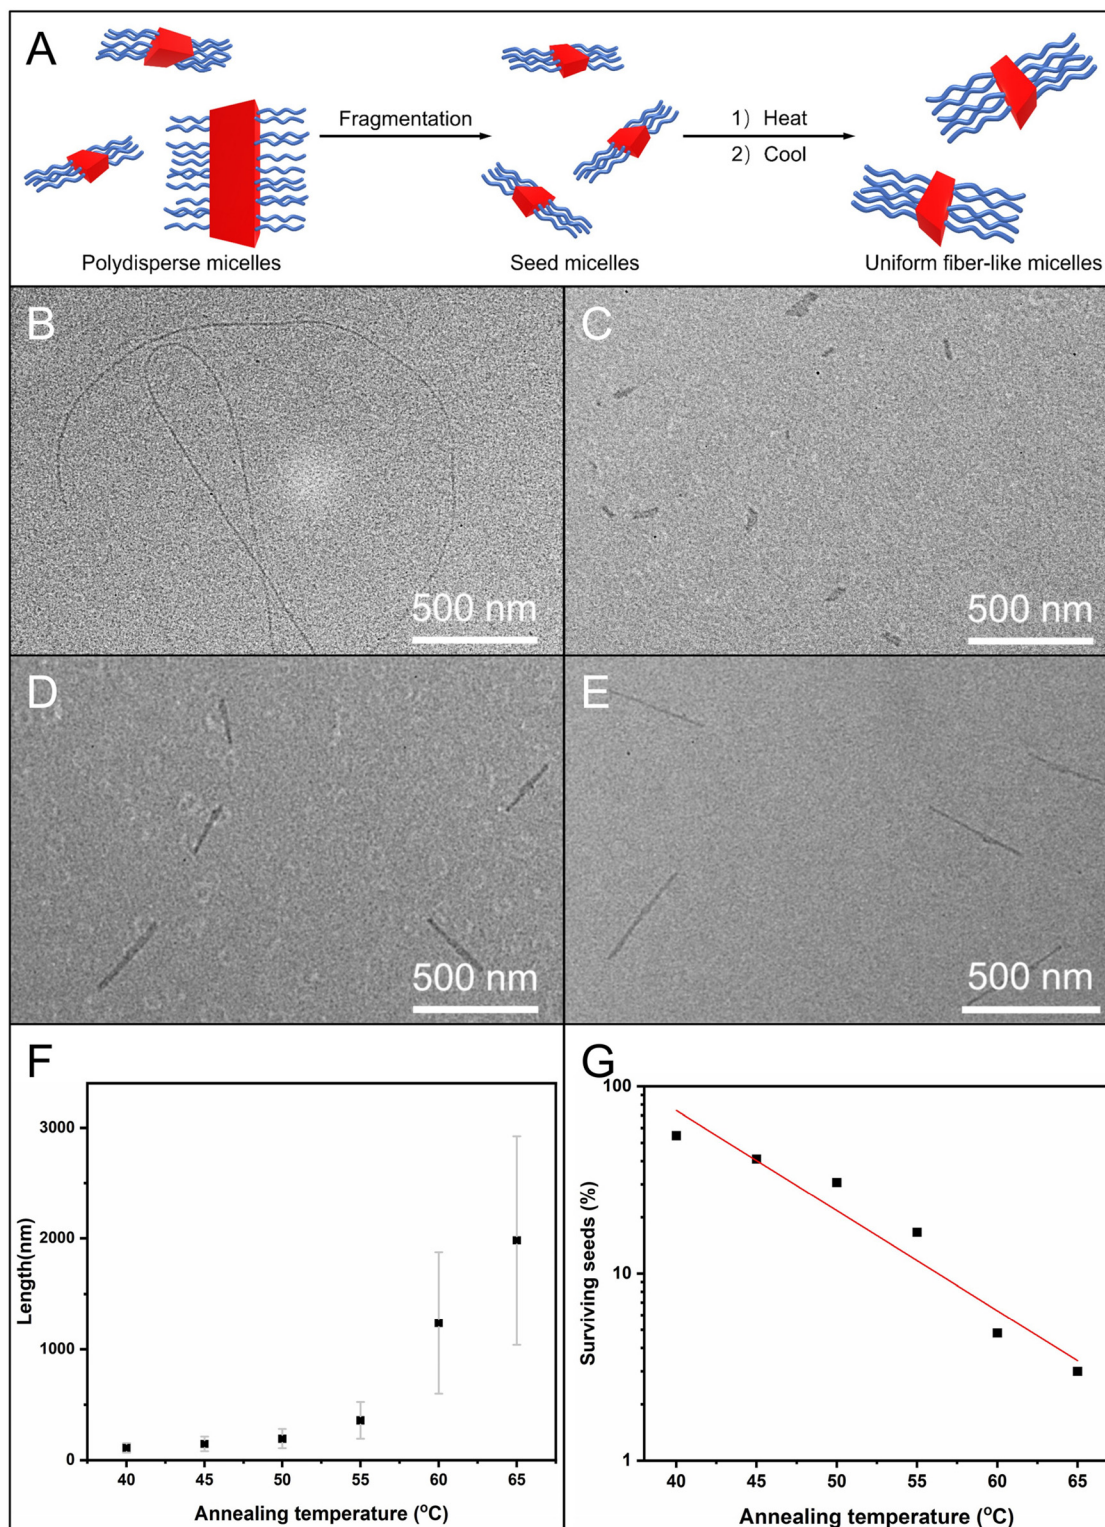 A
Fragmentation
1) Heat
2) Cool
Polydisperse micelles
Seed micelles
Uniform fiber-like micelles
B
500 nm
C
500 nm
D
500 nm
E
500 nm
F
3000
2000
1000
0
Length(nm)
40 45 50 55 60 65
Annealing temperature (°C)
G
100
10
1
Surviving seeds (%)
40 45 50 55 60 65
Annealing temperature (°C)